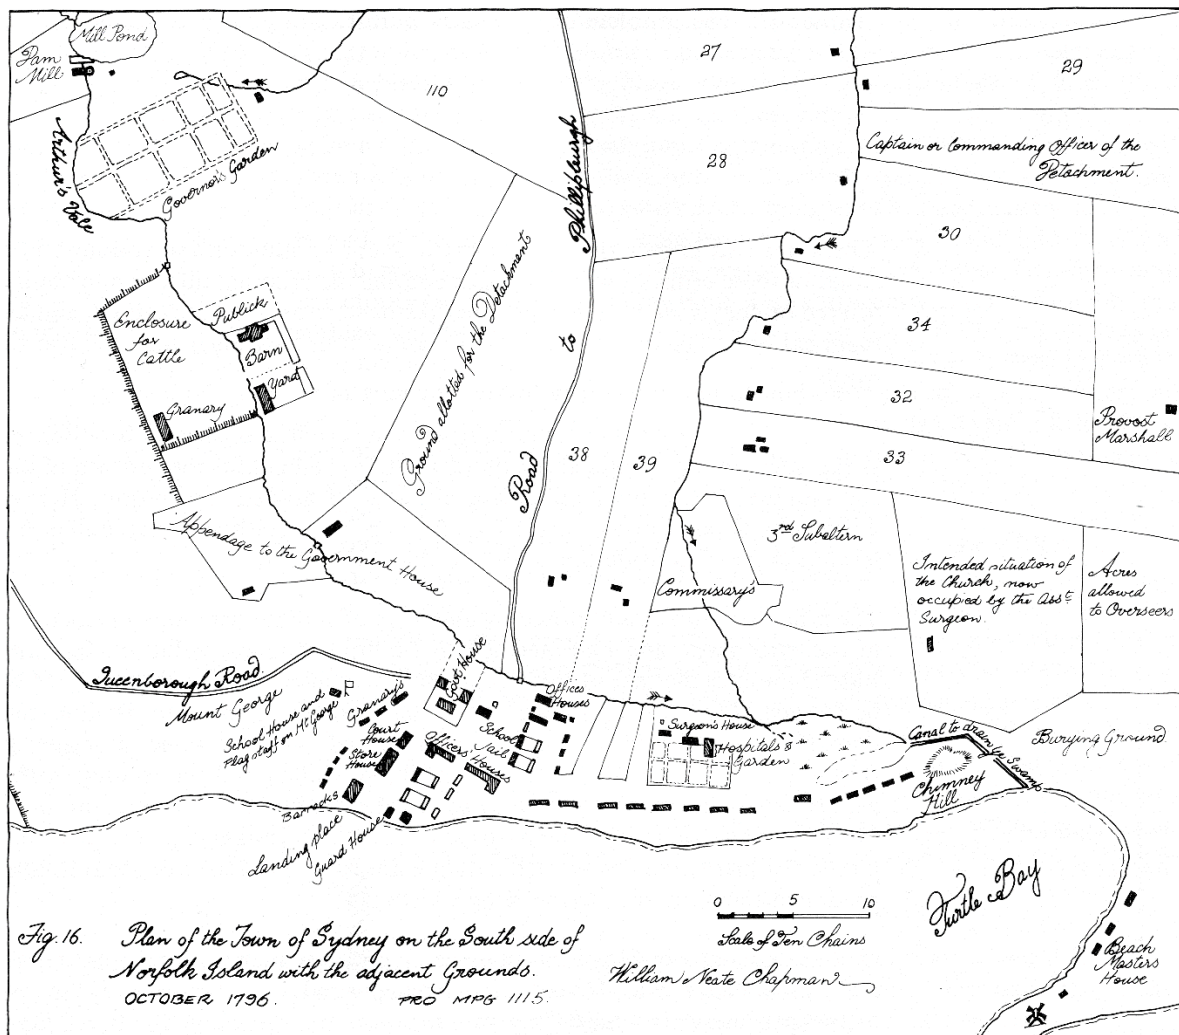 Mill Pond
Dam
Mill
Arthur's Vale
Governor's Garden
110
27
28
29
Captain or Commanding Officer of the
Detachment.
30
34
32
33
Provost
Marshall
Phillipburgh
to
Road
Ground allotted for the Detachment
38
39
Enclosure
for
Cattle
Publick
Barn
Yard
Granary
Appendage to the Government House
Commissary's
3rd Subaltern
Intended situation of
the Church, now
occupied by the Asst
Surgeon.
Acres
allowed
to Overseers
Queenborough Road
Mount George
School House and
Flag staff on Mt George
Granary's
Court
House
Store
House
Barracks
Landing place
Guard House
Govt House
School
Jail
Officers' Houses
Offices
Houses
Surgeon's House
Hospitals &
Garden
Canal to drain ye Swamp
Chimney
Hill
Burying Ground
Turtle Bay
Beach
Masters
House
0 5 10
Scale of Ten Chains
William Neate Chapman
Fig. 16. Plan of the Town of Sydney on the South side of
Norfolk Island with the adjacent Grounds.
OCTOBER 1796. PRO MPG 1115.